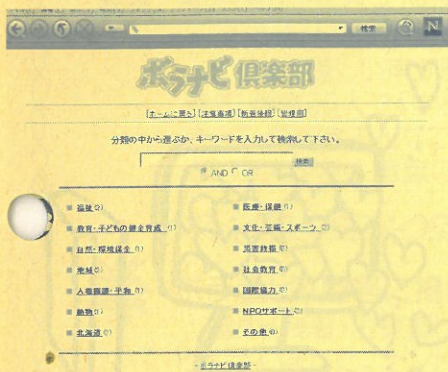 検索
N
ボラナビ倶楽部
[ホームに戻る] [注意事項] [新着情報] [管理用]
分類の中から選ぶか、キーワードを入力して検索して下さい。
検索
AND OR
福祉
医療・保健
教育・子どもの健全育成
文化・芸術・スポーツ
自然・環境保全
災害救援
地域
社会教育
人権擁護・平和
国際協力
動物
NPOサポート
北海道
その他
- ボラナビ倶楽部 -